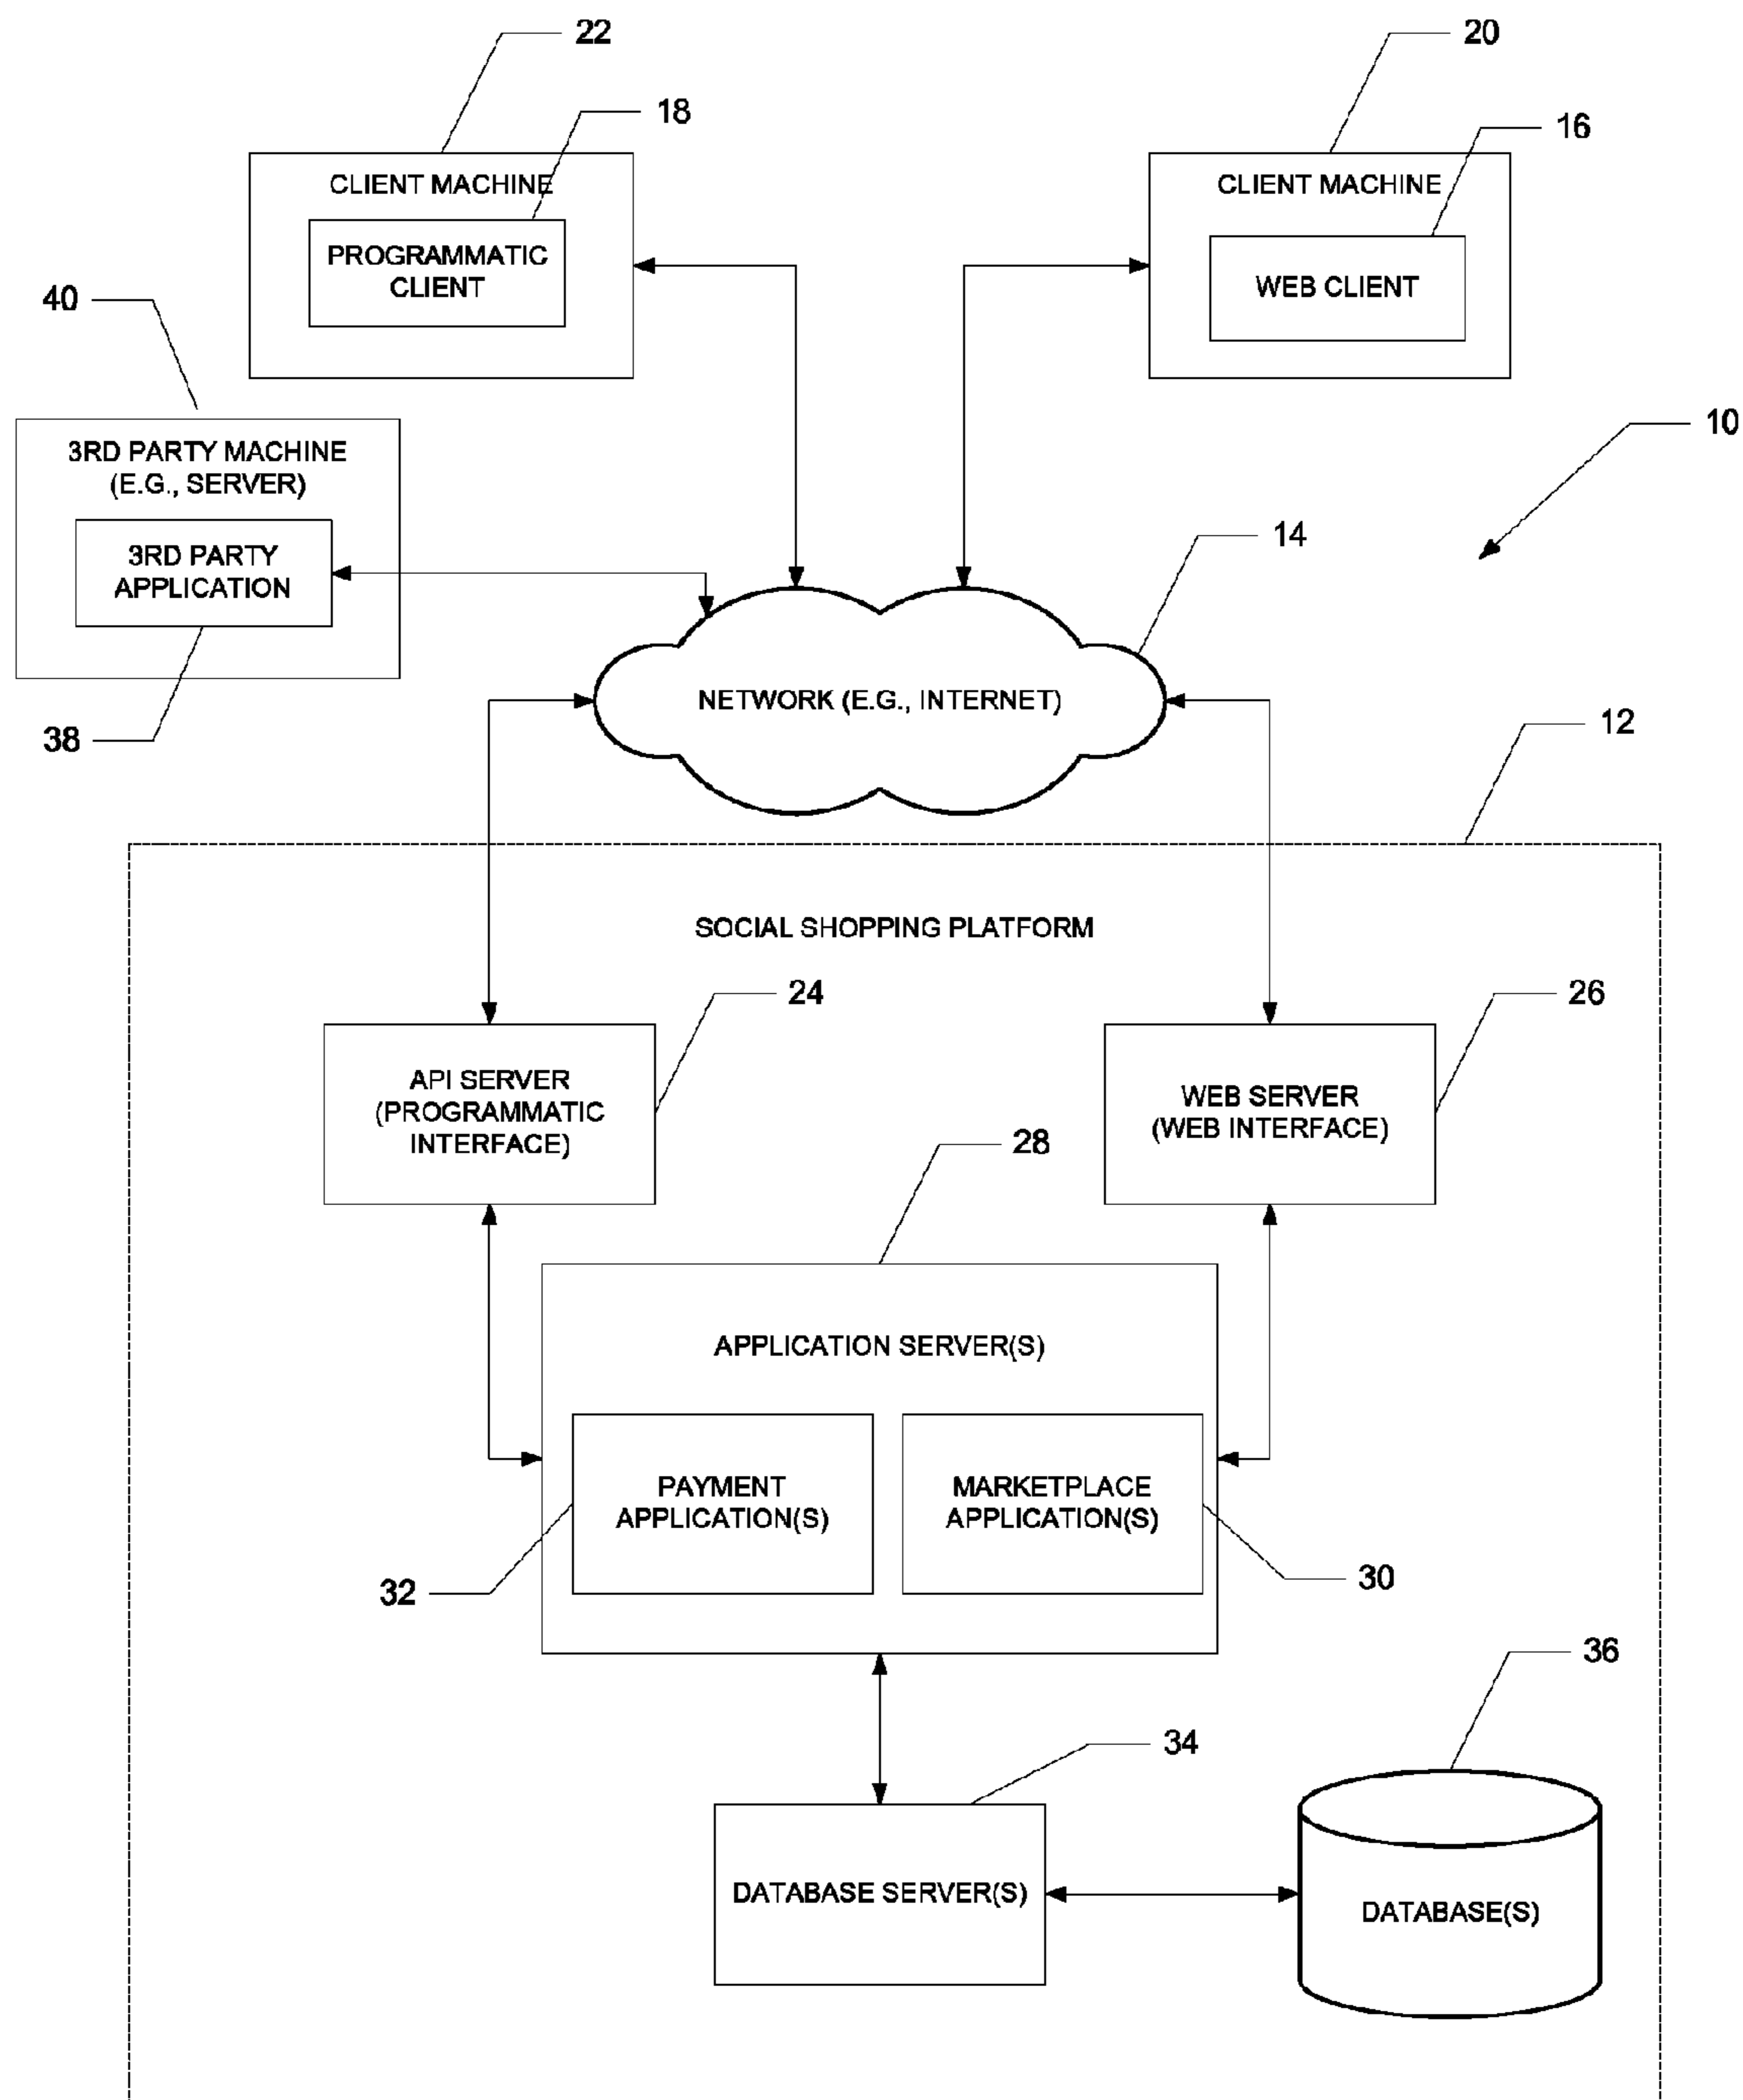 22
20
18
16
CLIENT MACHINE
CLIENT MACHINE
PROGRAMMATIC
CLIENT
WEB CLIENT
40
10
3RD PARTY MACHINE
(E.G., SERVER)
14
3RD PARTY
APPLICATION
NETWORK (E.G., INTERNET)
38
12
SOCIAL SHOPPING PLATFORM
24
26
API SERVER
(PROGRAMMATIC
INTERFACE)
WEB SERVER
(WEB INTERFACE)
28
APPLICATION SERVER(S)
PAYMENT
APPLICATION(S)
MARKETPLACE
APPLICATION(S)
32
30
36
34
DATABASE SERVER(S)
DATABASE(S)